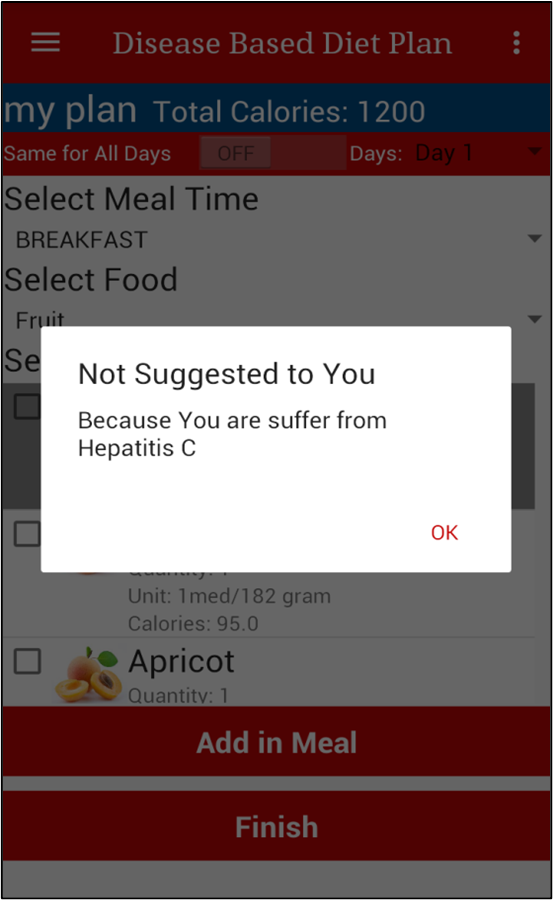 Disease Based Diet Plan
my plan Total Calories: 1200
Same for All Days OFF Days: Day 1
Select Meal Time
BREAKFAST
Select Food
Fruit
Se
Not Suggested to You
Because You are suffer from
Hepatitis C
OK
Quantity: 1
Unit: 1med/182 gram
Calories: 95.0
Apricot
Quantity: 1
Add in Meal
Finish